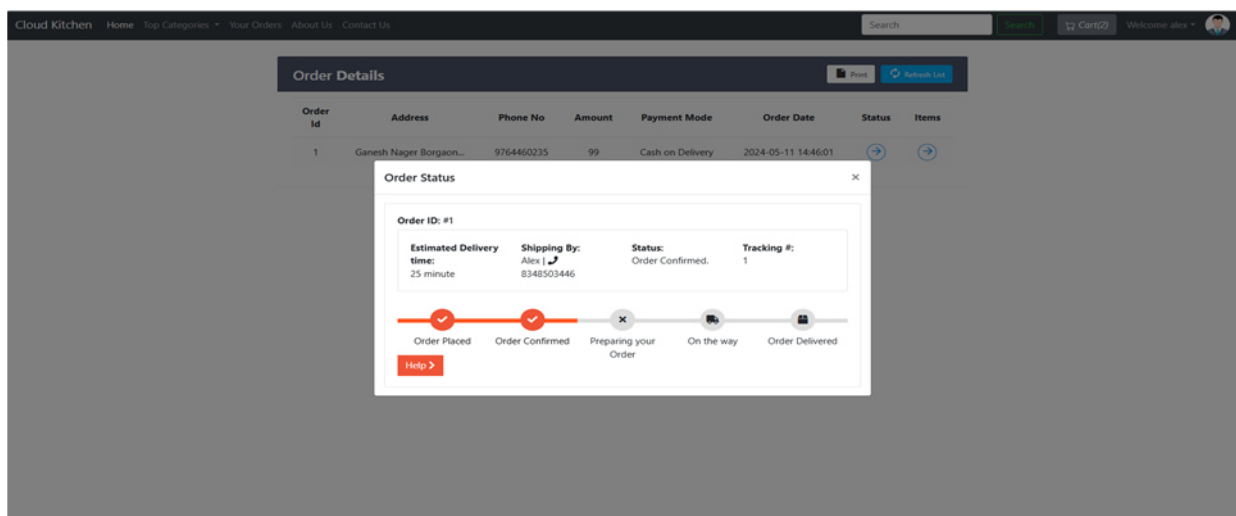 Cloud Kitchen Home Top Categories Your Orders About Us Contact Us Search Search Cart(2) Welcome alex
Order Details Print Refresh List
Order Id Address Phone No Amount Payment Mode Order Date Status Items
1 Ganesh Nager Borgaon... 9764460235 99 Cash on Delivery 2024-05-11 14:46:01
Order Status ×
Order ID: #1
Estimated Delivery time: Shipping By: Status: Tracking #:
25 minute Alex | 8348503446 Order Confirmed. 1
Order Placed Order Confirmed Preparing your Order On the way Order Delivered
Help